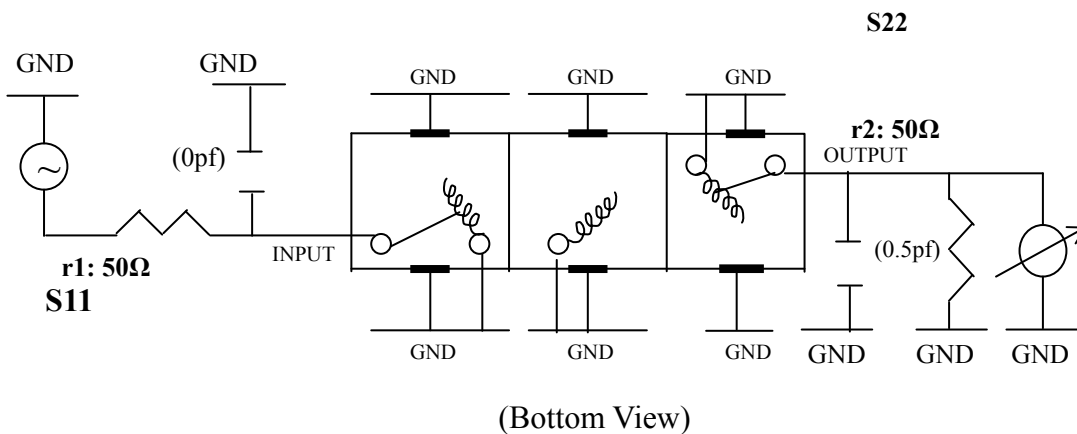 S22
GND
GND
GND
GND
GND
r2: 50Ω
OUTPUT
(0pf)
INPUT
(0.5pf)
r1: 50Ω
S11
GND
GND
GND
GND
GND
GND
(Bottom View)